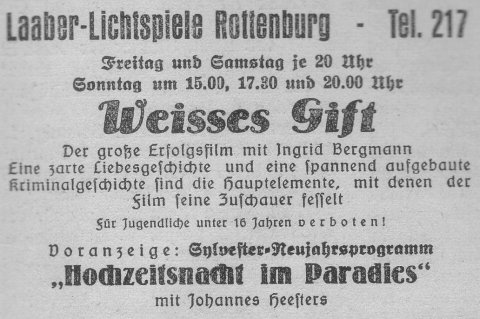 Laaber-Lichtspiele Rottenburg - Tel. 217
Freitag und Samstag je 20 Uhr
Sonntag um 15.00, 17.30 und 20.00 Uhr
Weisses Gift
Der große Erfolgsfilm mit Ingrid Bergmann
Eine zarte Liebesgeschichte und eine spannend aufgebaute
Kriminalgeschichte sind die Hauptelemente, mit denen der
Film seine Zuschauer fesselt
Für Jugendliche unter 16 Jahren verboten!
Voranzeige: Sylvester-Neujahrsprogramm
„Hochzeitsnacht im Paradies"
mit Johannes Heesters